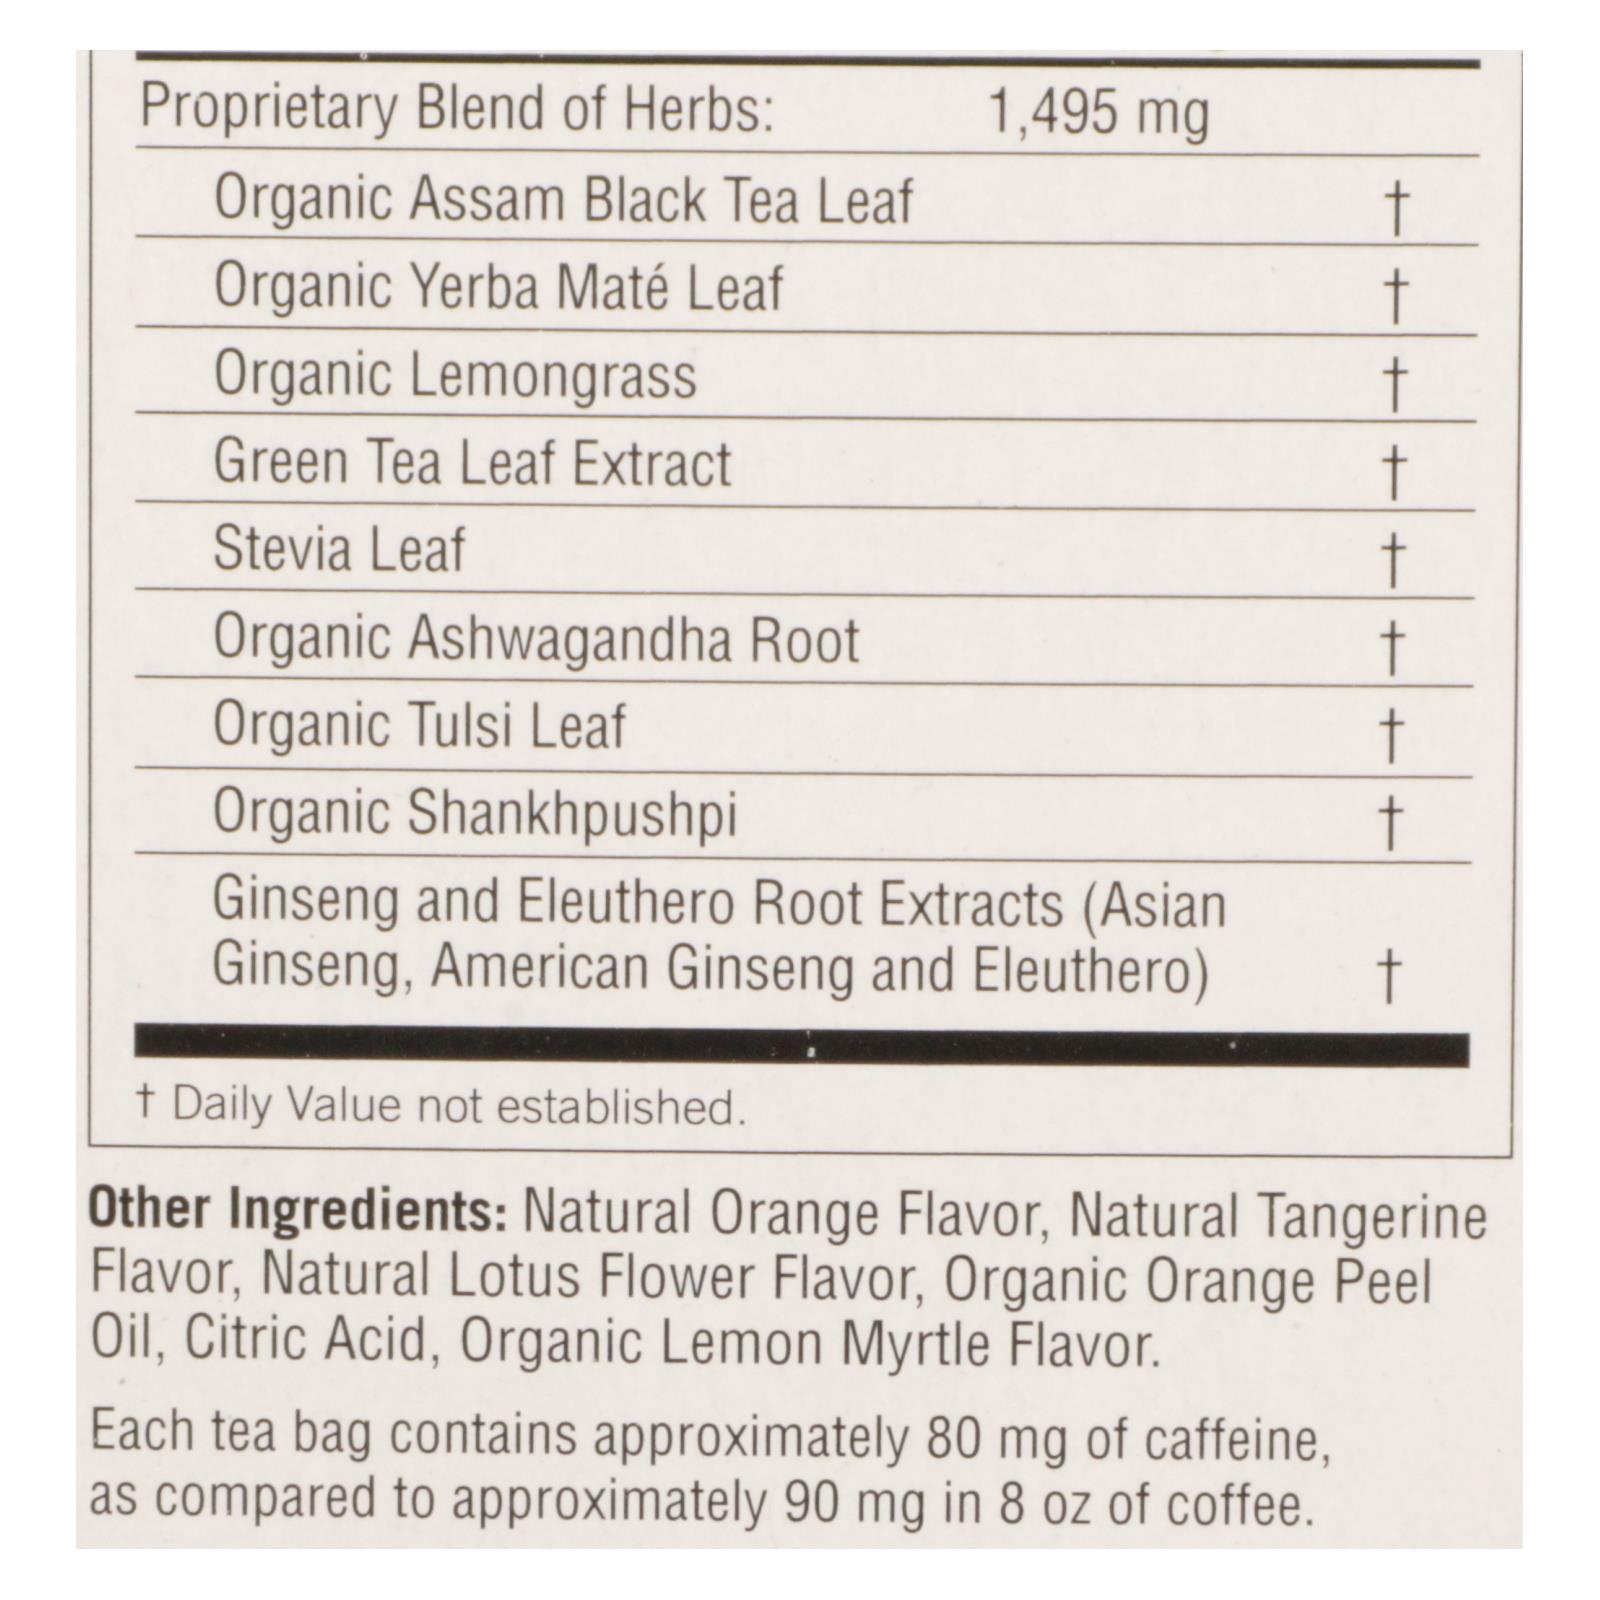 Proprietary Blend of Herbs: 1,495 mg
Organic Assam Black Tea Leaf †
Organic Yerba Maté Leaf †
Organic Lemongrass †
Green Tea Leaf Extract †
Stevia Leaf †
Organic Ashwagandha Root †
Organic Tulsi Leaf †
Organic Shankhpushpi †
Ginseng and Eleuthero Root Extracts (Asian
Ginseng, American Ginseng and Eleuthero) †
† Daily Value not established.
Other Ingredients: Natural Orange Flavor, Natural Tangerine
Flavor, Natural Lotus Flower Flavor, Organic Orange Peel
Oil, Citric Acid, Organic Lemon Myrtle Flavor.
Each tea bag contains approximately 80 mg of caffeine,
as compared to approximately 90 mg in 8 oz of coffee.